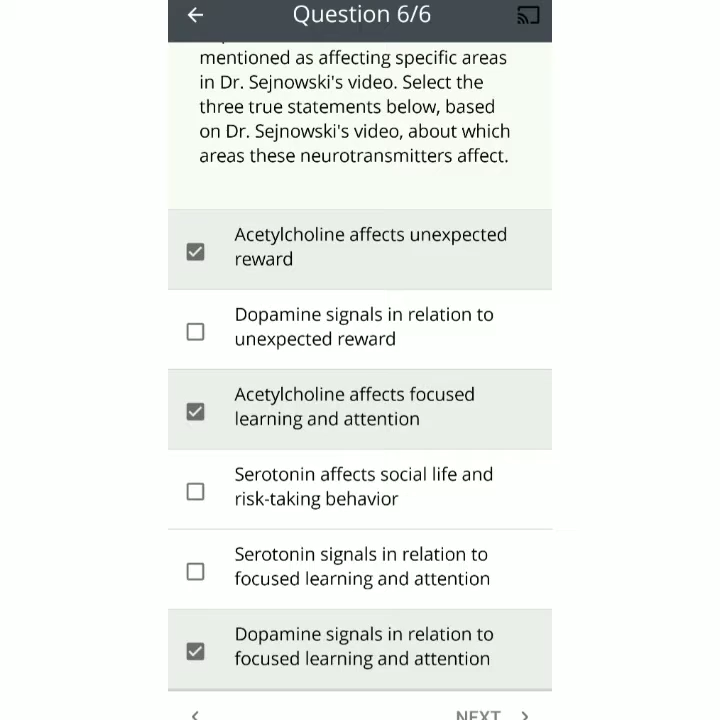 Question 6/6
mentioned as affecting specific areas
in Dr. Sejnowski's video. Select the
three true statements below, based
on Dr. Sejnowski's video, about which
areas these neurotransmitters affect.
Acetylcholine affects unexpected
reward
Dopamine signals in relation to
unexpected reward
Acetylcholine affects focused
learning and attention
Serotonin affects social life and
risk-taking behavior
Serotonin signals in relation to
focused learning and attention
Dopamine signals in relation to
focused learning and attention
NEXT